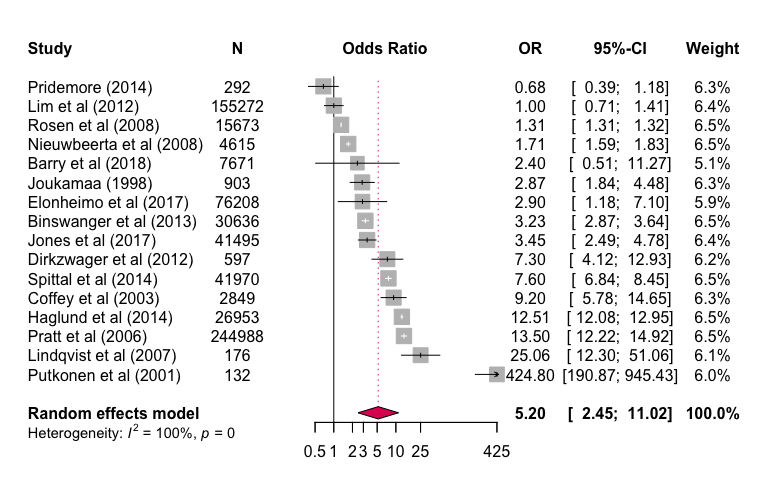 Study N Odds Ratio OR 95%-CI Weight
Pridemore (2014) 292 0.68 [ 0.39; 1.18] 6.3%
Lim et al (2012) 155272 1.00 [ 0.71; 1.41] 6.4%
Rosen et al (2008) 15673 1.31 [ 1.31; 1.32] 6.5%
Nieuwbeerta et al (2008) 4615 1.71 [ 1.59; 1.83] 6.5%
Barry et al (2018) 7671 2.40 [ 0.51; 11.27] 5.1%
Joukamaa (1998) 903 2.87 [ 1.84; 4.48] 6.3%
Elonheimo et al (2017) 76208 2.90 [ 1.18; 7.10] 5.9%
Binswanger et al (2013) 30636 3.23 [ 2.87; 3.64] 6.5%
Jones et al (2017) 41495 3.45 [ 2.49; 4.78] 6.4%
Dirkzwager et al (2012) 597 7.30 [ 4.12; 12.93] 6.2%
Spittal et al (2014) 41970 7.60 [ 6.84; 8.45] 6.5%
Coffey et al (2003) 2849 9.20 [ 5.78; 14.65] 6.3%
Haglund et al (2014) 26953 12.51 [ 12.08; 12.95] 6.5%
Pratt et al (2006) 244988 13.50 [ 12.22; 14.92] 6.5%
Lindqvist et al (2007) 176 25.06 [ 12.30; 51.06] 6.1%
Putkonen et al (2001) 132 424.80 [190.87; 945.43] 6.0%
Random effects model 5.20 [ 2.45; 11.02] 100.0%
Heterogeneity: I² = 100%, p = 0
0.5 1 2 3 5 10 25 425